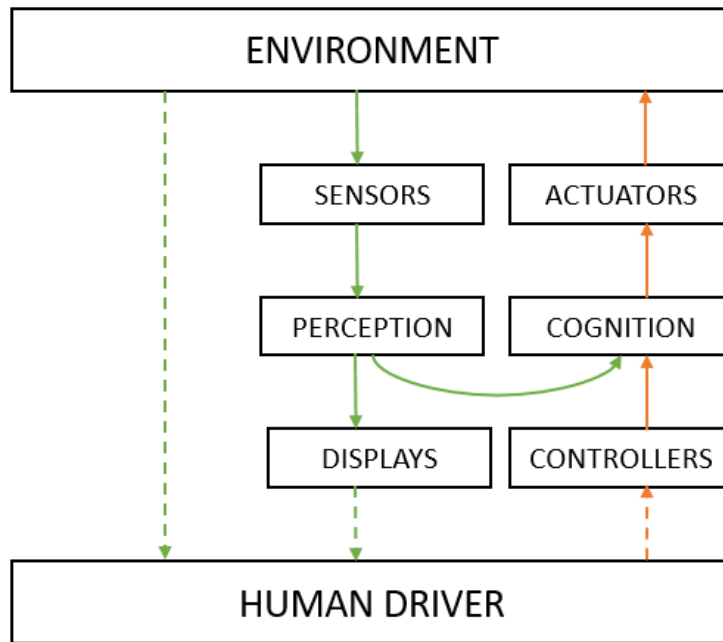 ENVIRONMENT
SENSORS
ACTUATORS
PERCEPTION
COGNITION
DISPLAYS
CONTROLLERS
HUMAN DRIVER